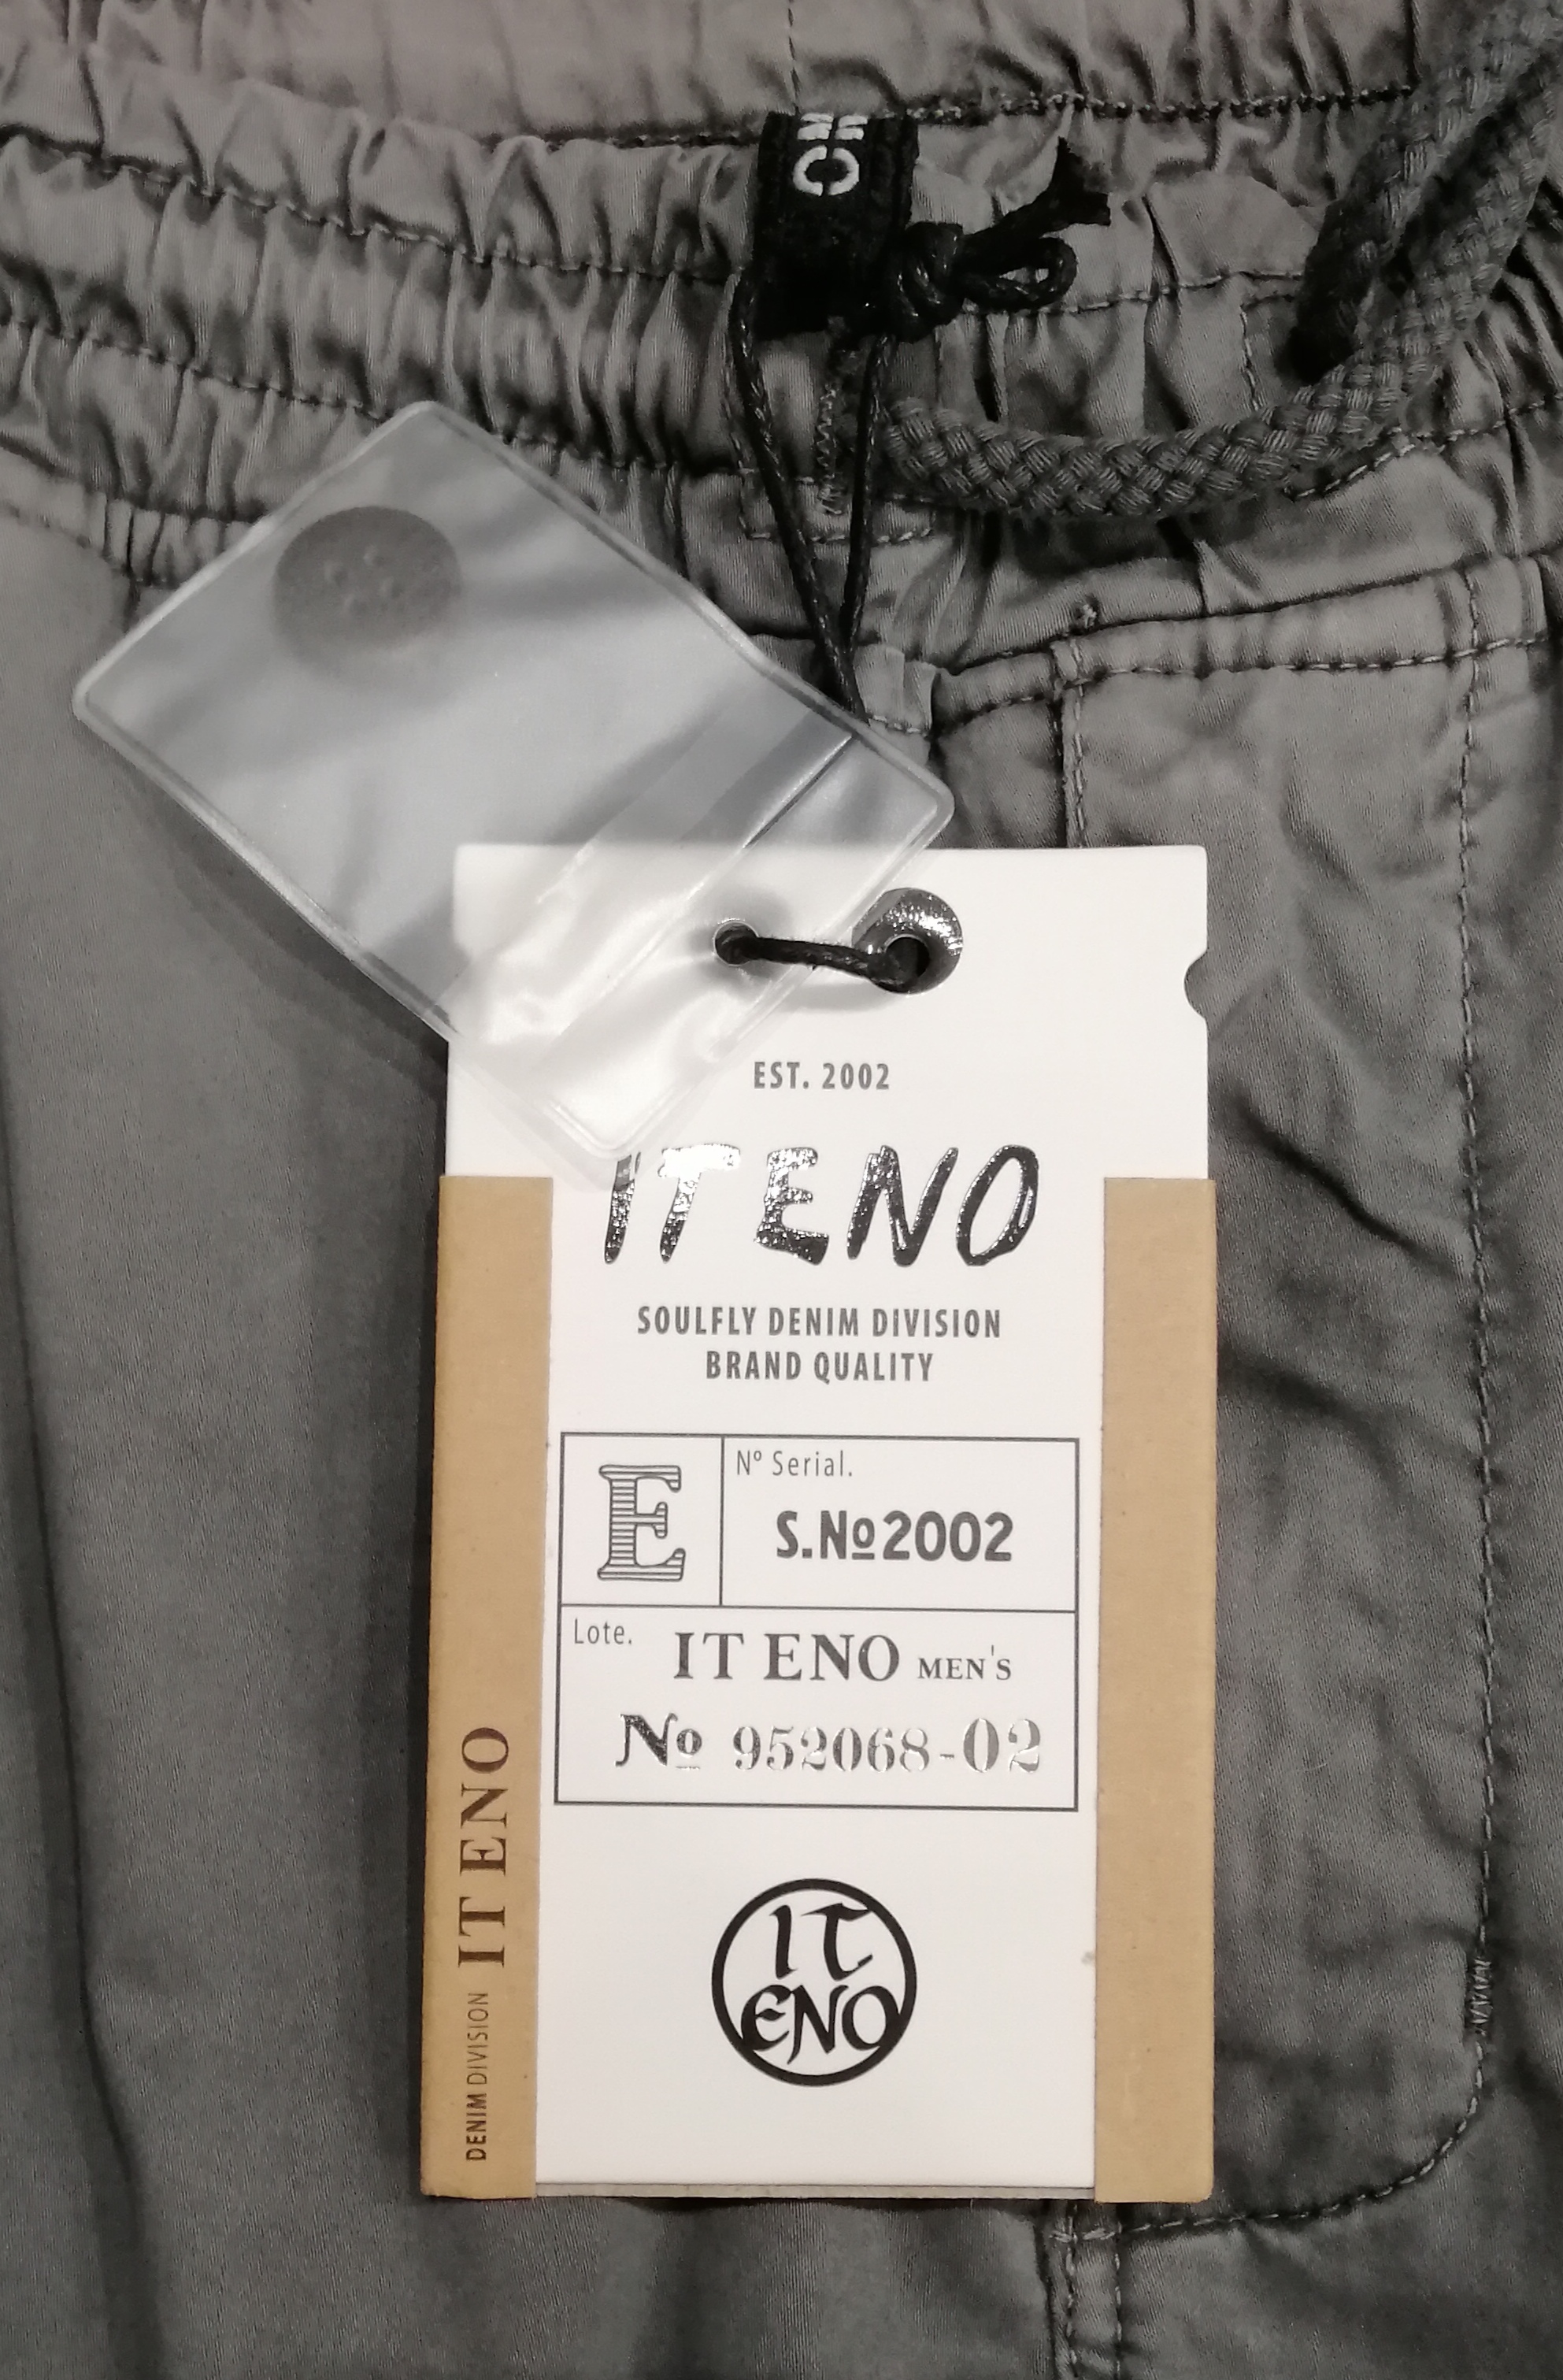 EST. 2002
IT ENO
SOULFLY DENIM DIVISION
BRAND QUALITY
E
Nº Serial.
S.№2002
Lote.
IT ENO MEN'S
№ 952068-02
IT
ENO
DENIM DIVISION IT ENO